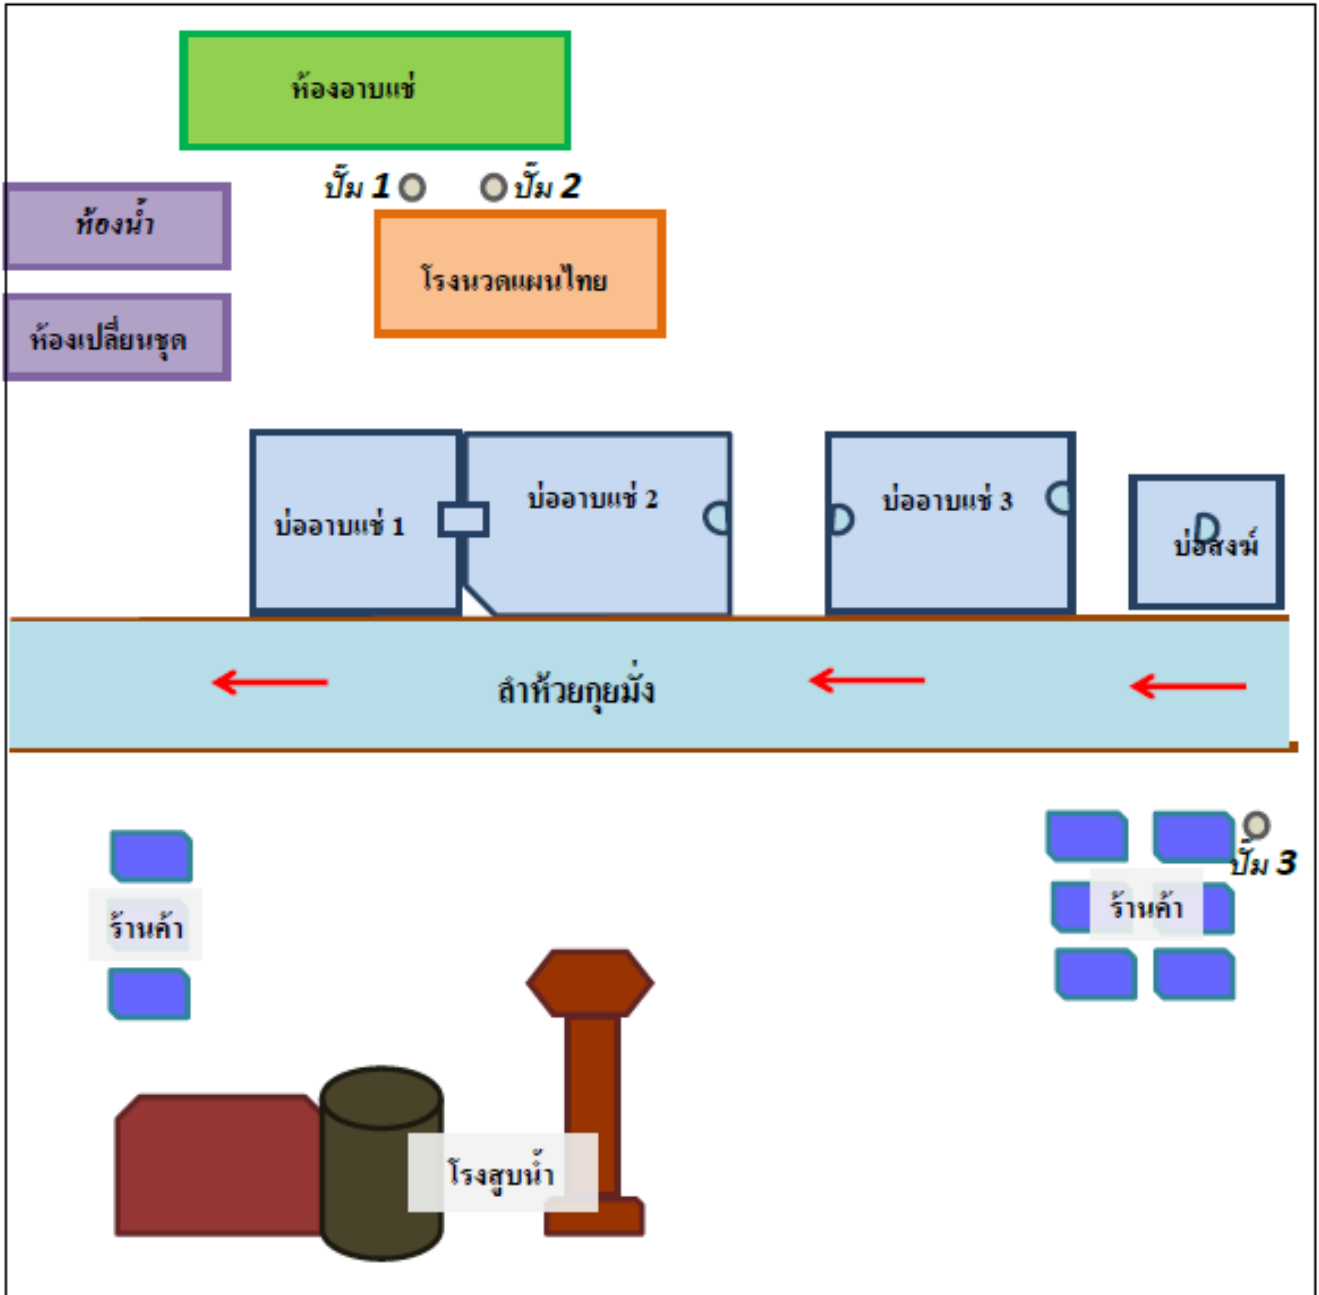 ห้องอาบแช่
ปั๊ม 1
ปั๊ม 2
ห้องน้ำ
โรงนวดแผนไทย
ห้องเปลี่ยนชุด
บ่ออาบแช่ 1
บ่ออาบแช่ 2
บ่ออาบแช่ 3
บ่อสงฆ์
ลำห้วยกุยมั่ง
ปั๊ม 3
ร้านค้า
ร้านค้า
โรงสูบน้ำ